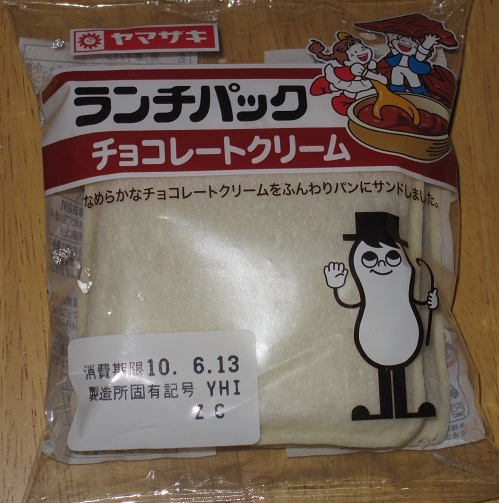 ヤマザキ
ランチパック
チョコレートクリーム
なめらかなチョコレートクリームをふんわりパンにサンドしました。
消費期限10. 6.13
製造所固有記号 YHI
Z C